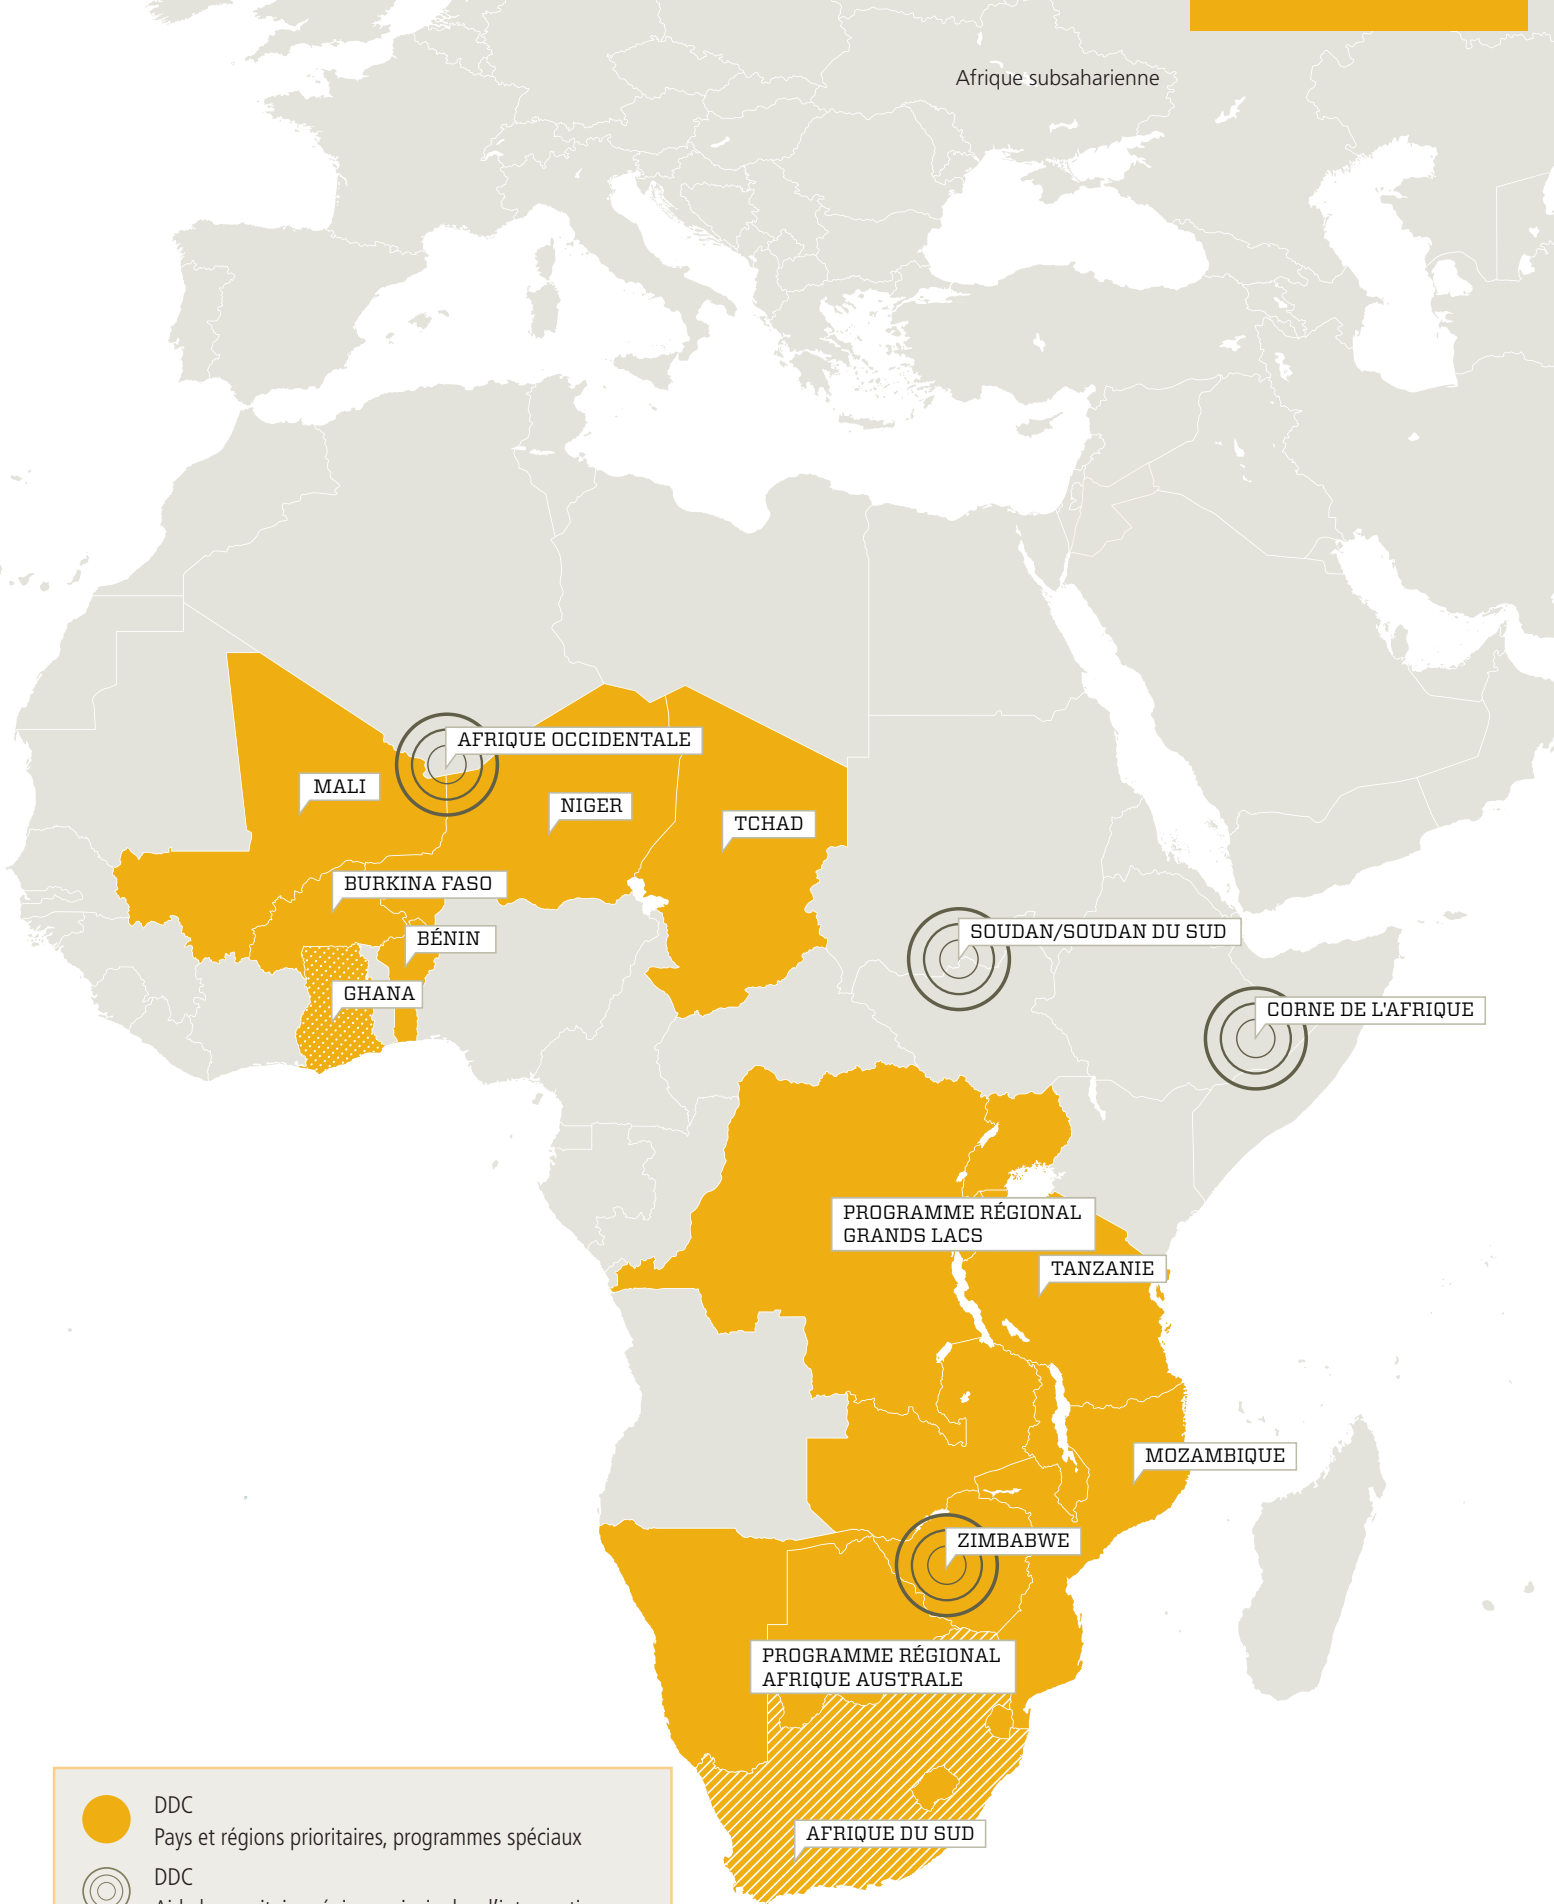 Afrique subsaharienne
AFRIQUE OCCIDENTALE
MALI
NIGER
TCHAD
BURKINA FASO
BÉNIN
SOUDAN/SOUDAN DU SUD
GHANA
CORNE DE L'AFRIQUE
PROGRAMME RÉGIONAL
GRANDS LACS
TANZANIE
MOZAMBIQUE
ZIMBABWE
PROGRAMME RÉGIONAL
AFRIQUE AUSTRALE
AFRIQUE DU SUD
DDC
Pays et régions prioritaires, programmes spéciaux
DDC